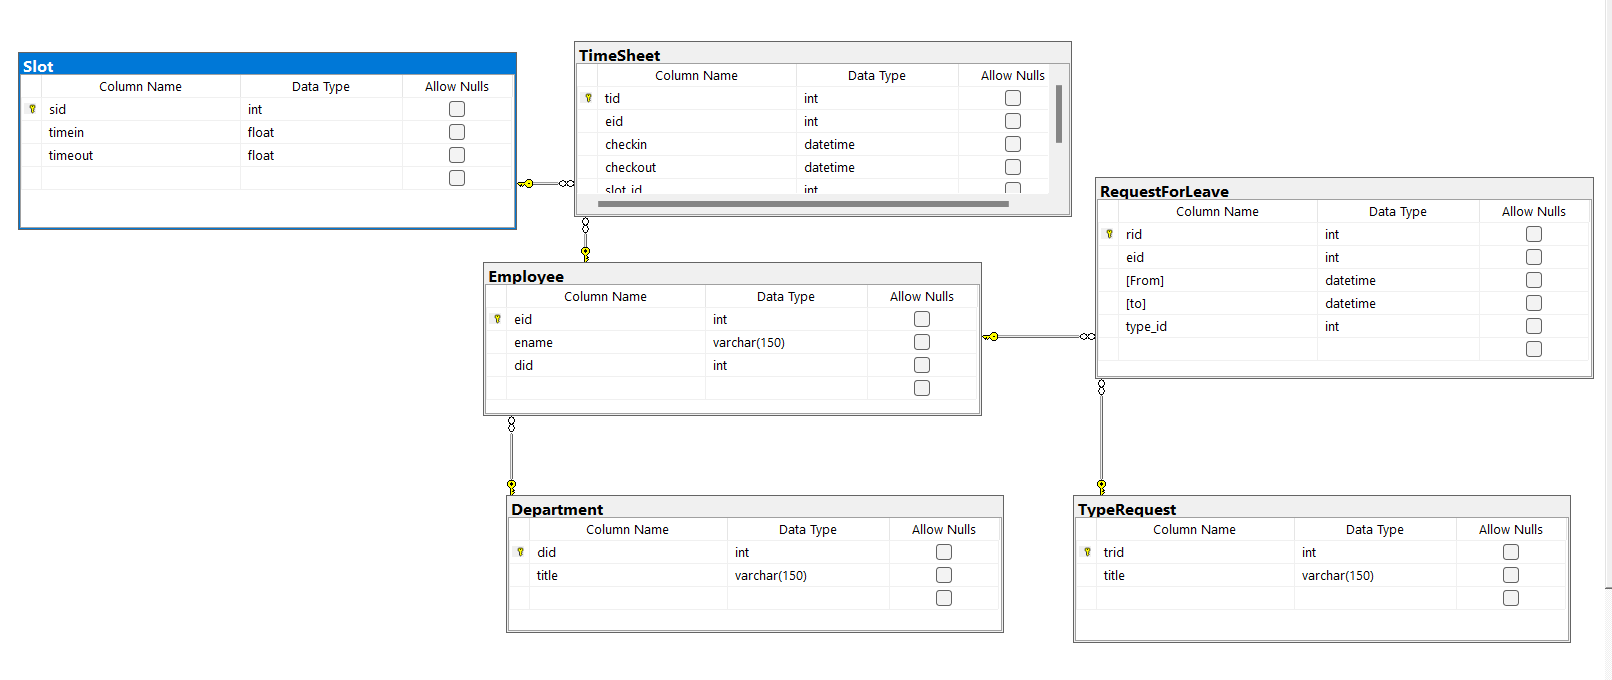 Slot
Column Name Data Type Allow Nulls
sid int
timein float
timeout float
TimeSheet
Column Name Data Type Allow Nulls
tid int
eid int
checkin datetime
checkout datetime
slot_id int
RequestForLeave
Column Name Data Type Allow Nulls
rid int
eid int
[From] datetime
[to] datetime
type_id int
Employee
Column Name Data Type Allow Nulls
eid int
ename varchar(150)
did int
Department
Column Name Data Type Allow Nulls
did int
title varchar(150)
TypeRequest
Column Name Data Type Allow Nulls
trid int
title varchar(150)